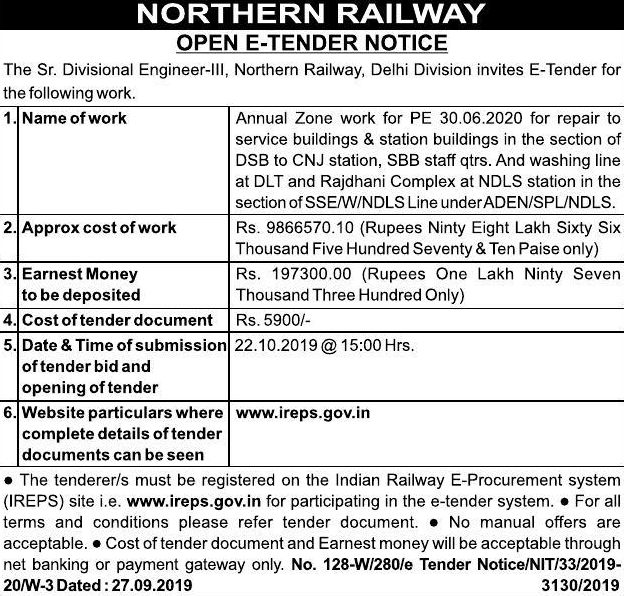 NORTHERN RAILWAY
OPEN E-TENDER NOTICE
The Sr. Divisional Engineer-III, Northern Railway, Delhi Division invites E-Tender for
the following work.
1. Name of work
Annual Zone work for PE 30.06.2020 for repair to
service buildings & station buildings in the section of
DSB to CNJ station, SBB staff qtrs. And washing line
at DLT and Rajdhani Complex at NDLS station in the
section of SSE/W/NDLS Line under ADEN/SPL/NDLS.
2. Approx cost of work
Rs. 9866570.10 (Rupees Ninty Eight Lakh Sixty Six
Thousand Five Hundred Seventy & Ten Paise only)
3. Earnest Money
to be deposited
Rs. 197300.00 (Rupees One Lakh Ninty Seven
Thousand Three Hundred Only)
4. Cost of tender document
Rs. 5900/-
5. Date & Time of submission
of tender bid and
opening of tender
22.10.2019 @ 15:00 Hrs.
6. Website particulars where
complete details of tender
documents can be seen
www.ireps.gov.in
● The tenderer/s must be registered on the Indian Railway E-Procurement system
(IREPS) site i.e. www.ireps.gov.in for participating in the e-tender system. ● For all
terms and conditions please refer tender document. ● No manual offers are
acceptable. ● Cost of tender document and Earnest money will be acceptable through
net banking or payment gateway only. No. 128-W/280/e Tender Notice/NIT/33/2019-
20/W-3 Dated : 27.09.2019 3130/2019